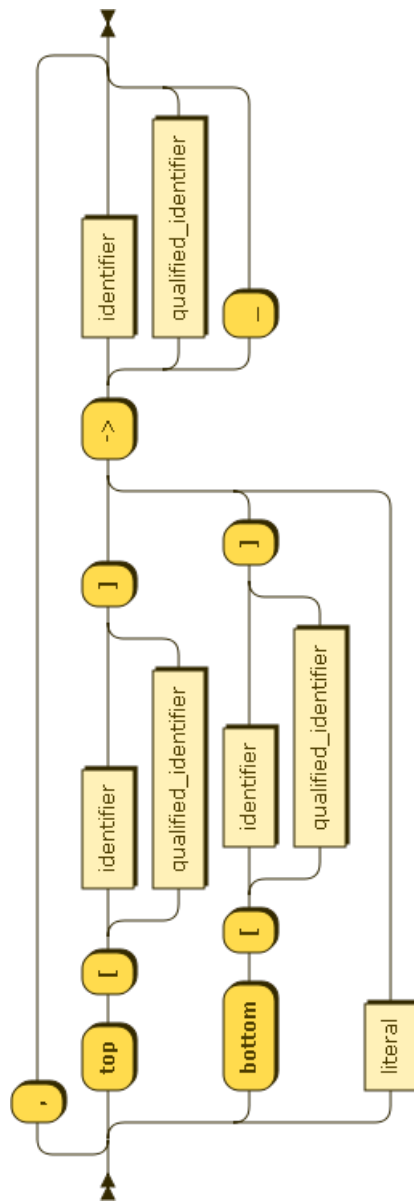 ,
top
[
identifier
qualified_identifier
]
bottom
[
identifier
qualified_identifier
]
literal
->
identifier
qualified_identifier
_